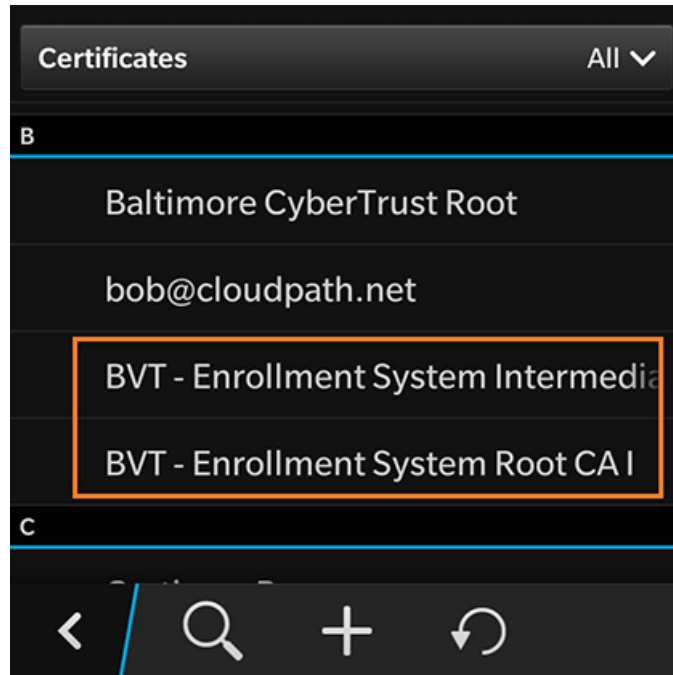 Certificates
All
B
Baltimore CyberTrust Root
bob@cloudpath.net
BVT - Enrollment System Intermedia
BVT - Enrollment System Root CA I
C